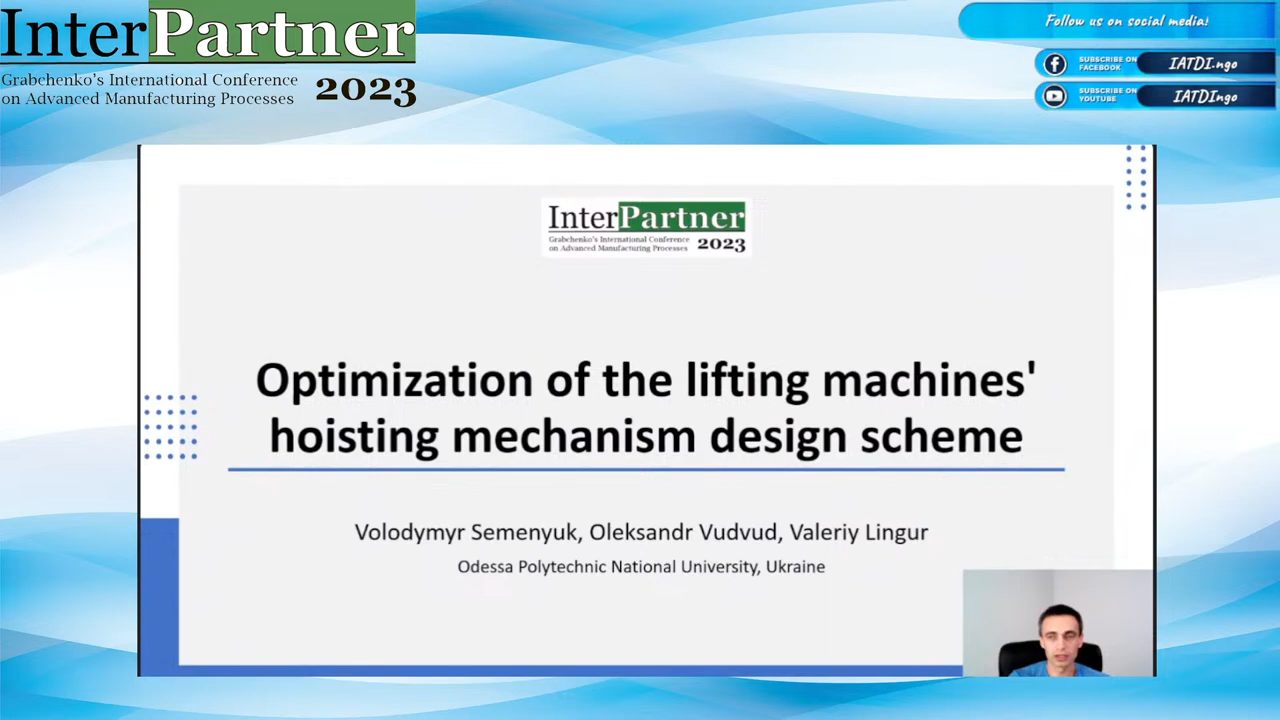 InterPartner
Grabchenko's International Conference
on Advanced Manufacturing Processes
2023
Follow us on social media!
SUBSCRIBE ON
FACEBOOK
IATDI.ngo
SUBSCRIBE ON
YOUTUBE
IATDIngo
InterPartner
Grabchenko's International Conference
on Advanced Manufacturing Processes
2023
Optimization of the lifting machines'
hoisting mechanism design scheme
Volodymyr Semenyuk, Oleksandr Vudvud, Valeriy Lingur
Odessa Polytechnic National University, Ukraine